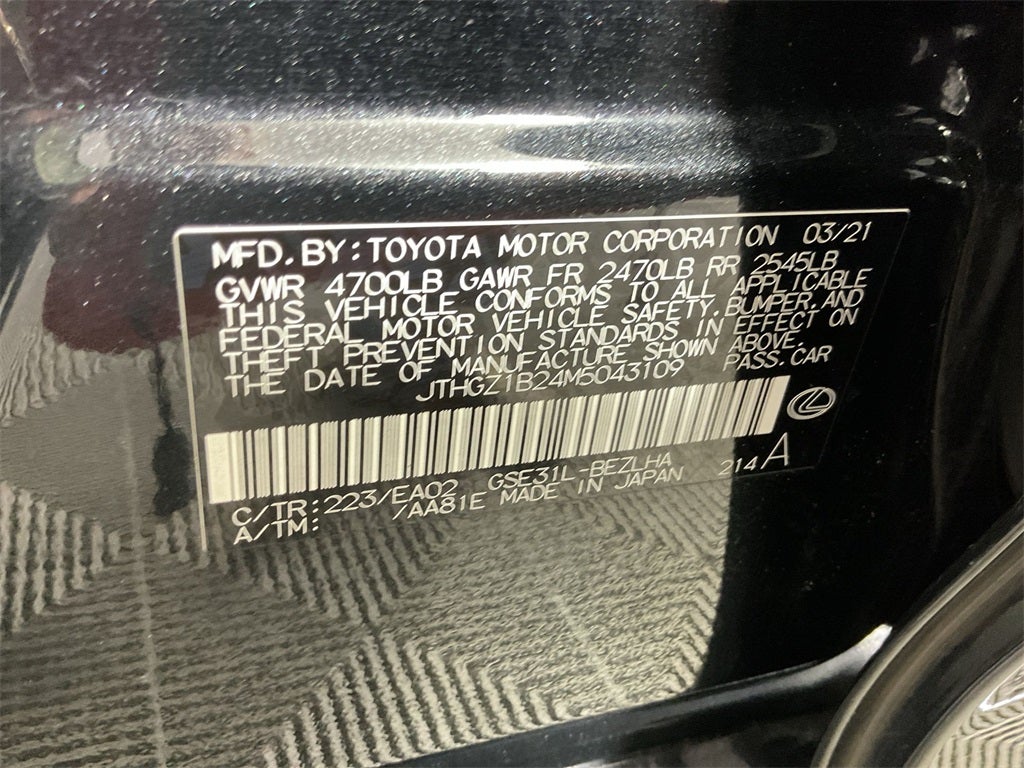 MFD. BY: TOYOTA MOTOR CORPORATION 03/21
GVWR 4700LB GAWR FR 2470LB RR 2545LB
THIS VEHICLE CONFORMS TO ALL APPLICABLE
FEDERAL MOTOR VEHICLE SAFETY, BUMPER, AND
THEFT PREVENTION STANDARDS IN EFFECT ON
THE DATE OF MANUFACTURE SHOWN ABOVE.
JTHGZ1B24M5043109 PASS. CAR
C/TR: 223/EA02 GSE31L-BEZLHA 214 A
A/TM: /AA81E MADE IN JAPAN